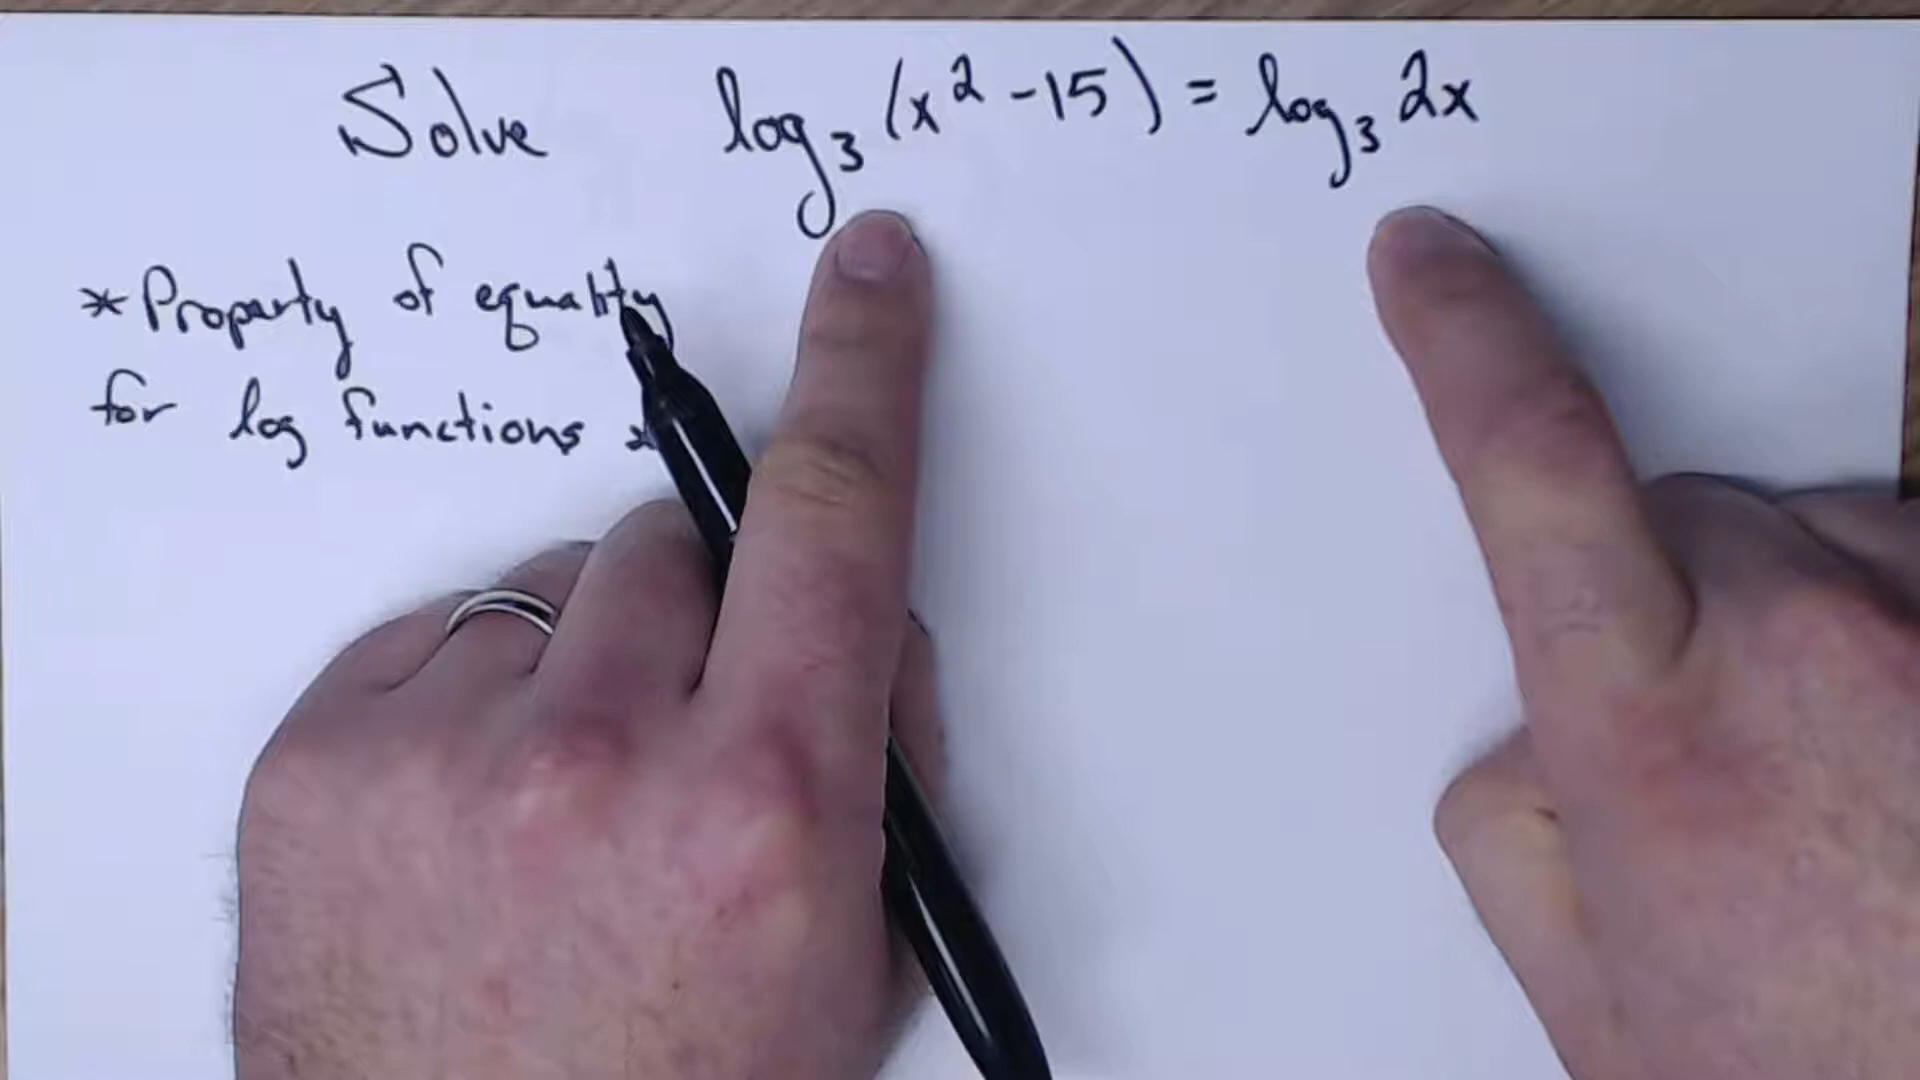 Solve log₃ (x² - 15) = log₃ 2x
* Property of equality
for log functions *